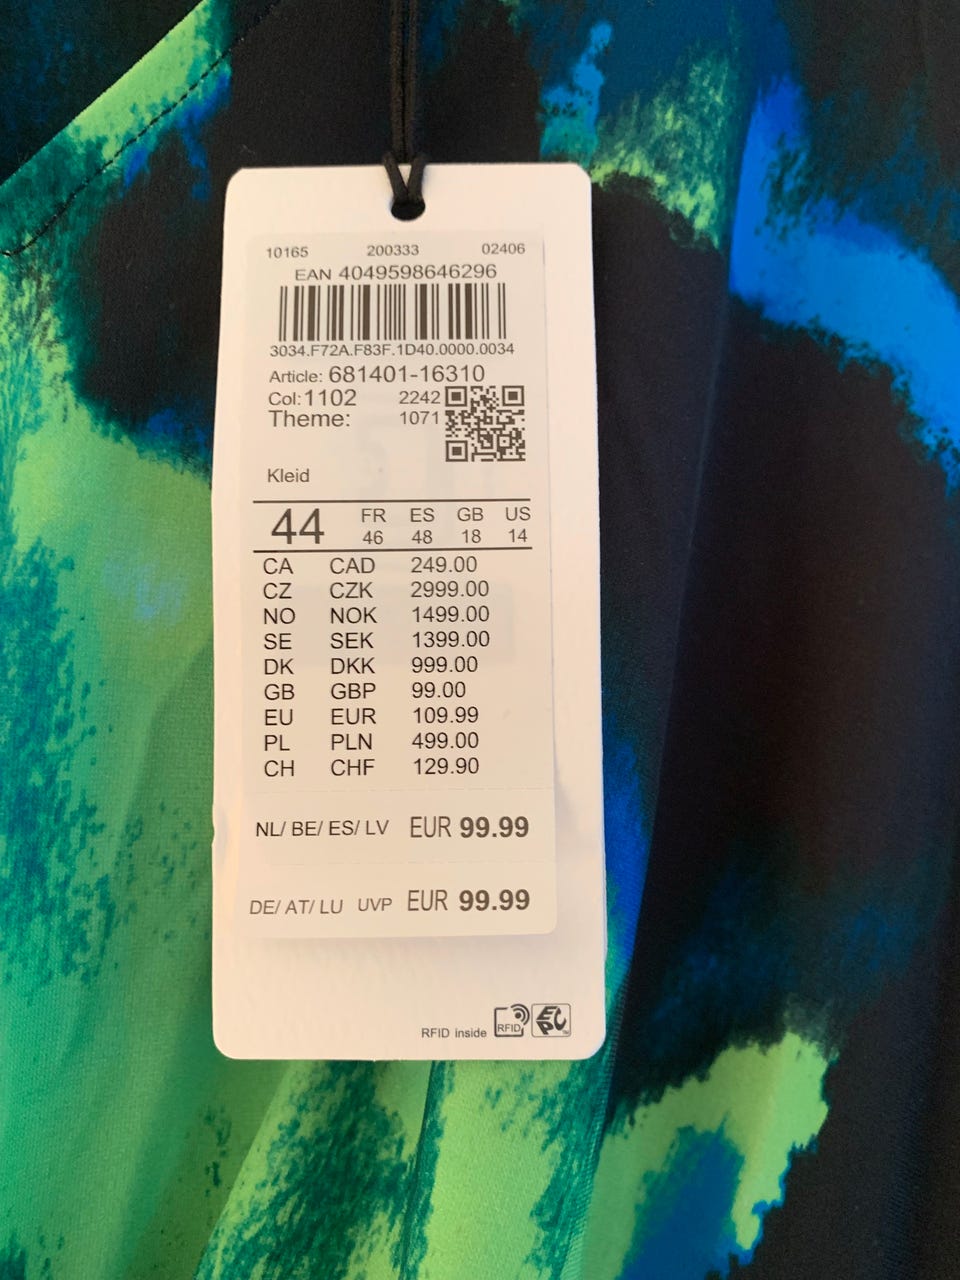 10165 200333 02406
EAN 4049598646296
3034.F72A.F83F.1D40.0000.0034
Article: 681401-16310
Col: 1102 2242
Theme: 1071
Kleid
44 FR ES GB US
46 48 18 14
CA CAD 249.00
CZ CZK 2999.00
NO NOK 1499.00
SE SEK 1399.00
DK DKK 999.00
GB GBP 99.00
EU EUR 109.99
PL PLN 499.00
CH CHF 129.90
NL/ BE/ ES/ LV EUR 99.99
DE/ AT/ LU UVP EUR 99.99
RFID inside RFID EPC TM